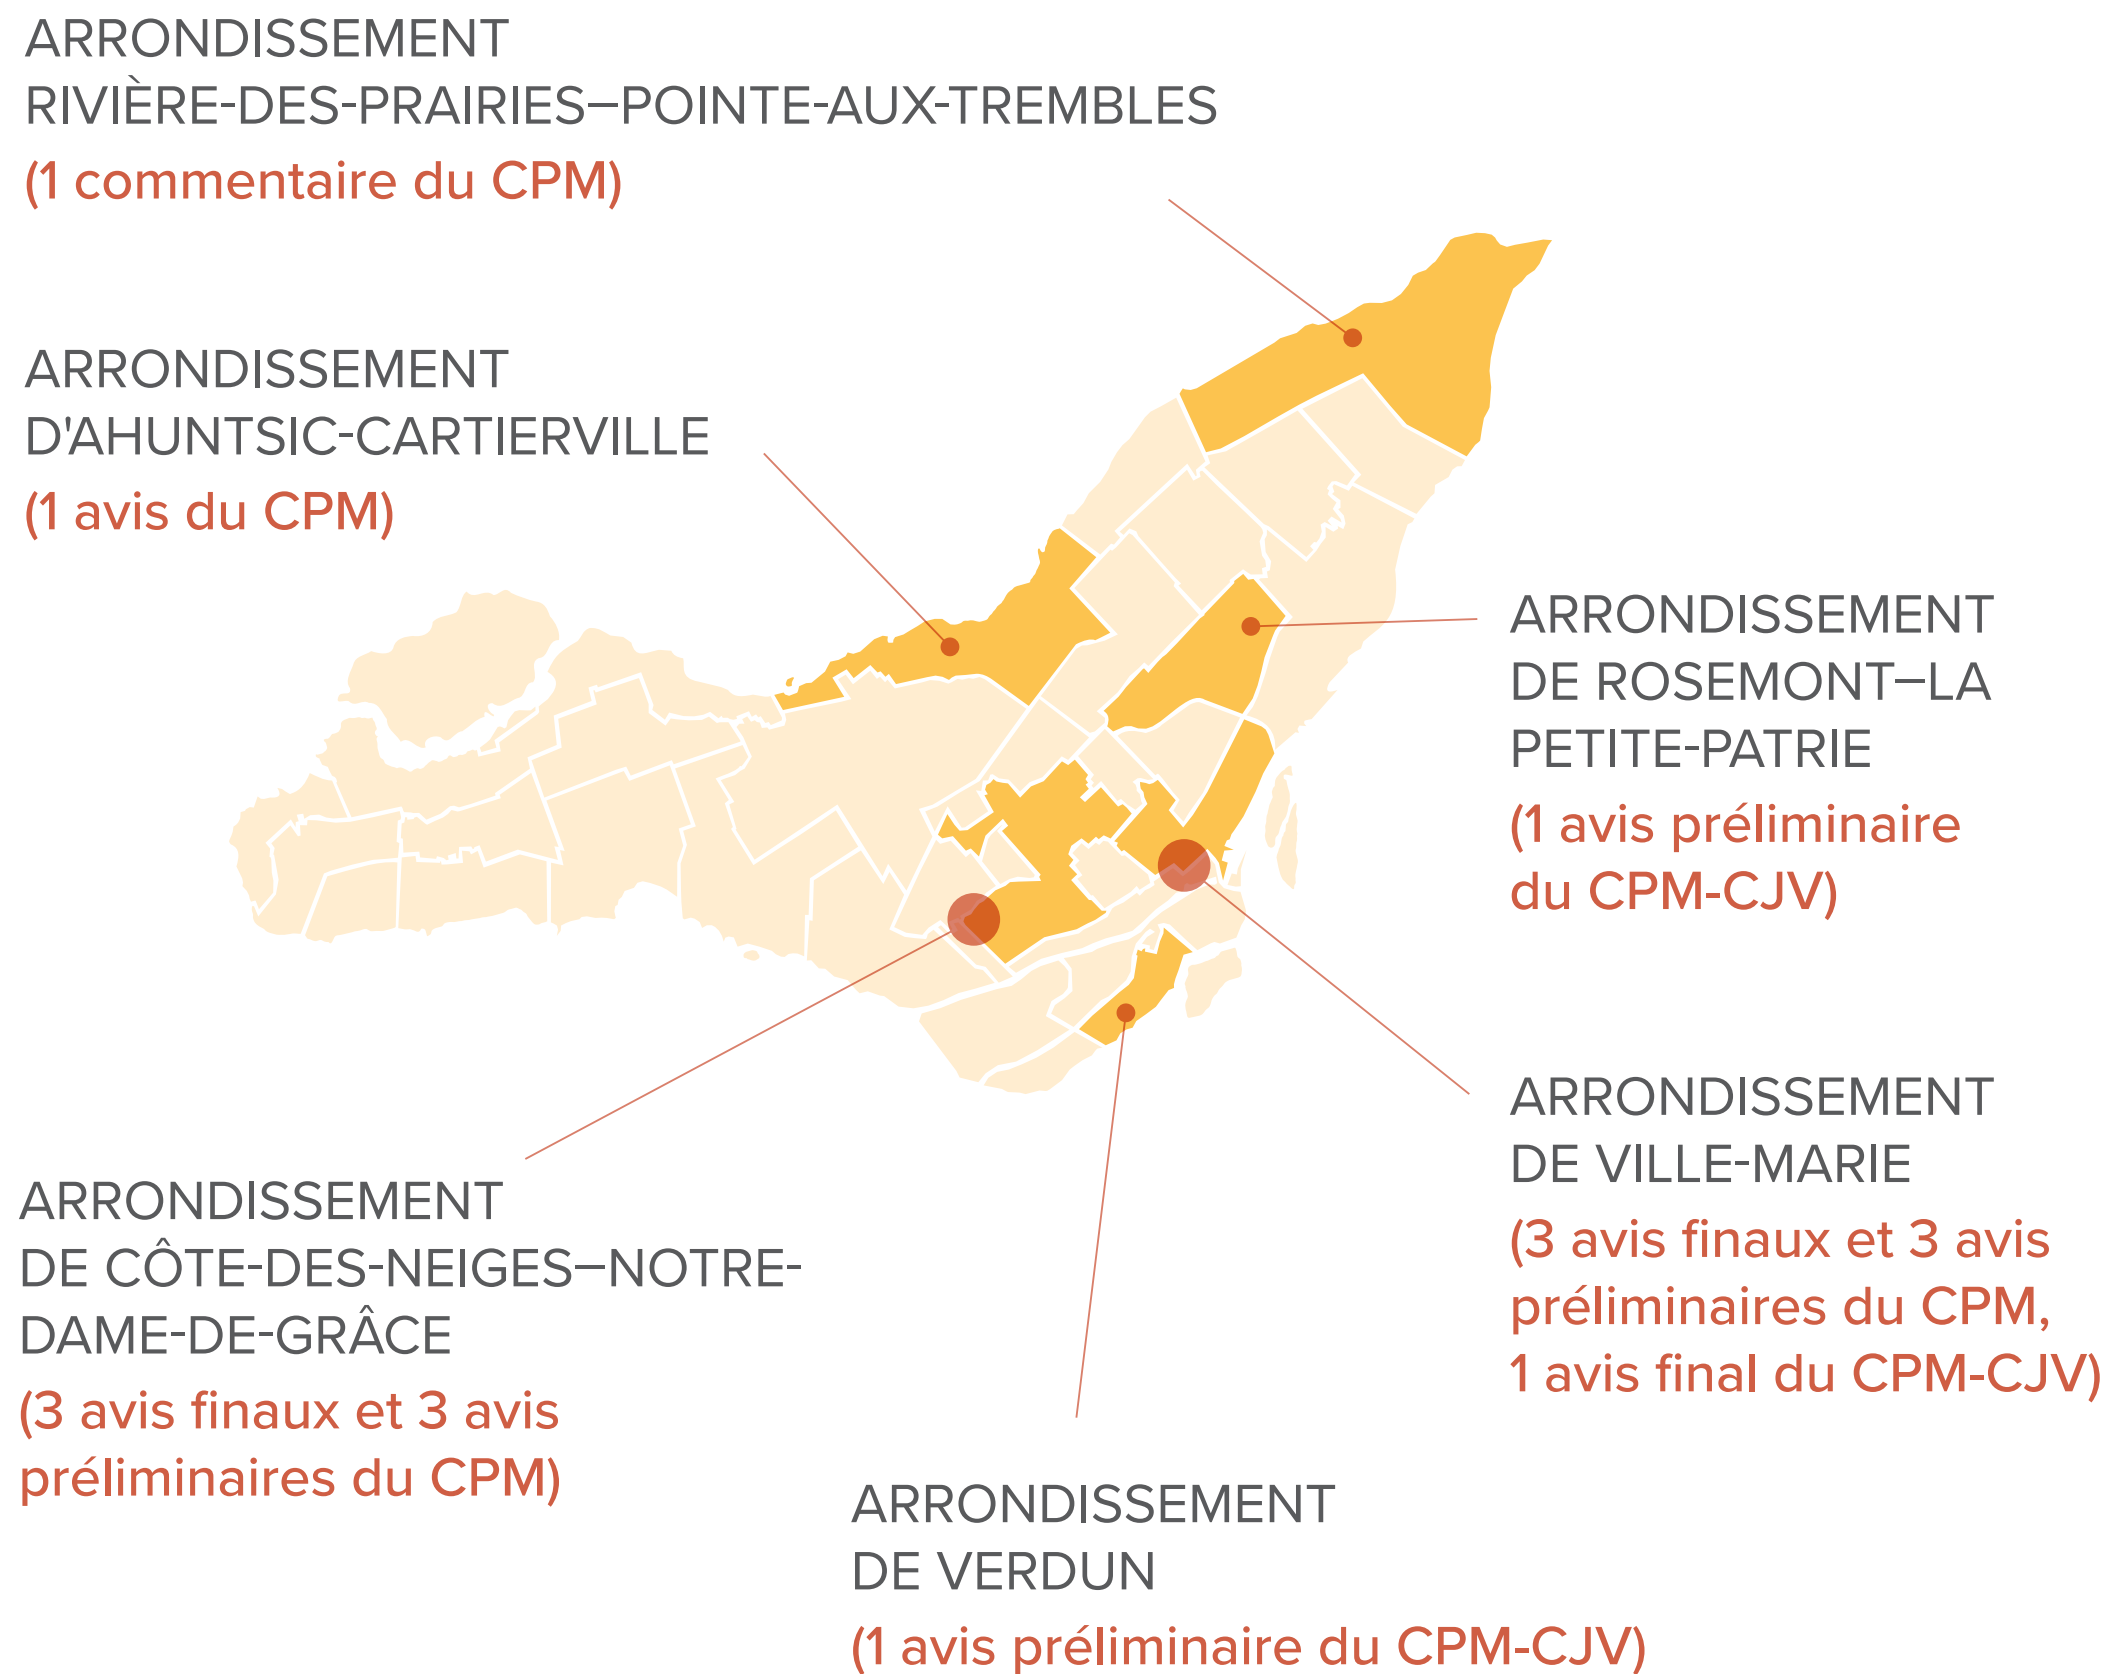 ARRONDISSEMENT
RIVIÈRE-DES-PRAIRIES–POINTE-AUX-TREMBLES
(1 commentaire du CPM)
ARRONDISSEMENT
D'AHUNTSIC-CARTIERVILLE
(1 avis du CPM)
ARRONDISSEMENT
DE ROSEMONT–LA
PETITE-PATRIE
(1 avis préliminaire
du CPM-CJV)
ARRONDISSEMENT
DE VILLE-MARIE
(3 avis finaux et 3 avis
préliminaires du CPM,
1 avis final du CPM-CJV)
ARRONDISSEMENT
DE CÔTE-DES-NEIGES–NOTRE-
DAME-DE-GRÂCE
(3 avis finaux et 3 avis
préliminaires du CPM)
ARRONDISSEMENT
DE VERDUN
(1 avis préliminaire du CPM-CJV)